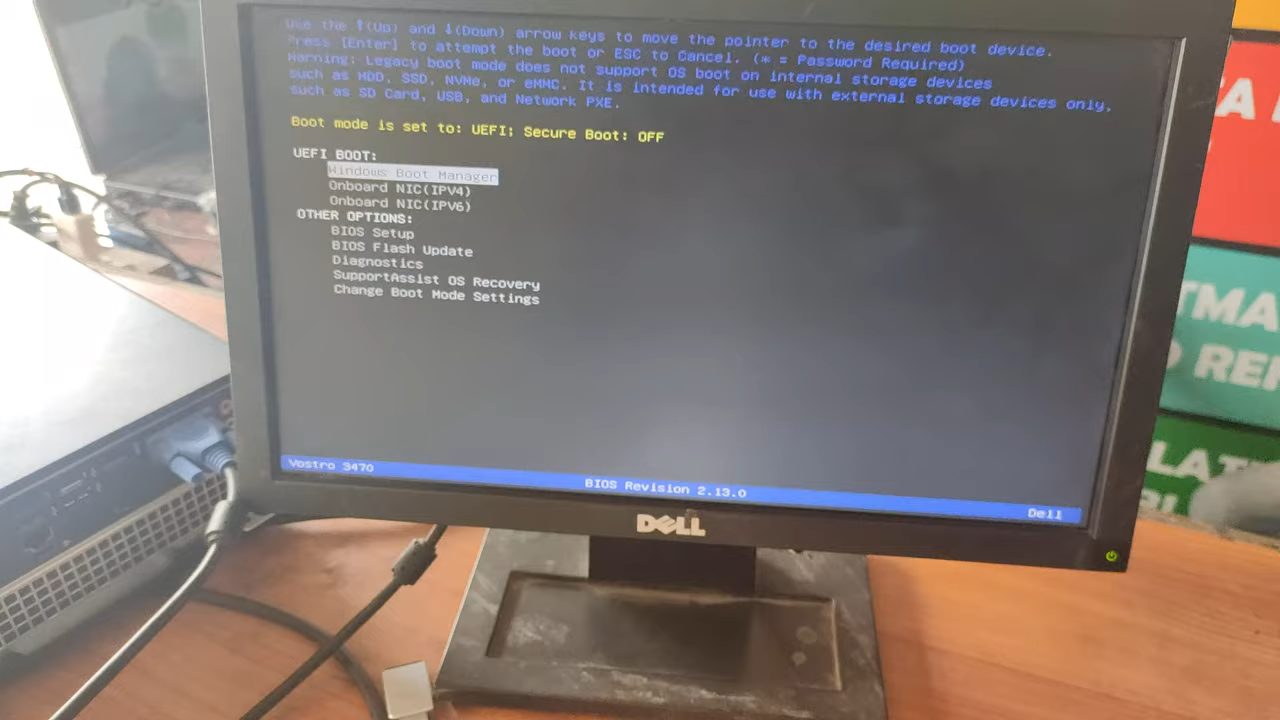 Use the ↑(Up) and ↓(Down) arrow keys to move the pointer to the desired boot device.
Press [Enter] to attempt the boot or ESC to Cancel. (* = Password Required)
Warning: Legacy boot mode does not support OS boot on internal storage devices
such as HDD, SSD, NVMe, or eMMC. It is intended for use with external storage devices only,
such as SD Card, USB, and Network PXE.
Boot mode is set to: UEFI; Secure Boot: OFF
UEFI BOOT:
Windows Boot Manager
Onboard NIC(IPV4)
Onboard NIC(IPV6)
OTHER OPTIONS:
BIOS Setup
BIOS Flash Update
Diagnostics
SupportAssist OS Recovery
Change Boot Mode Settings
Vostro 3470
BIOS Revision 2.13.0
Dell
DELL